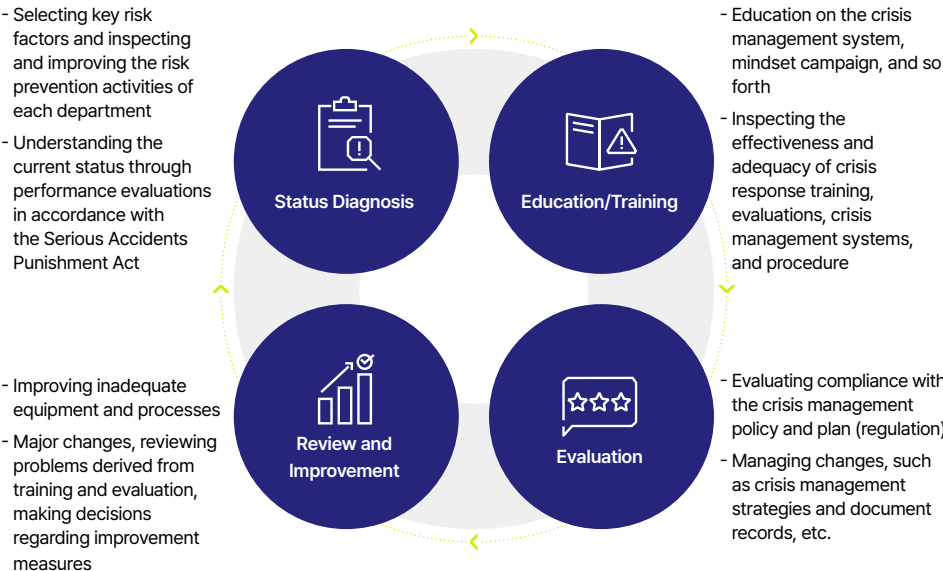 - Selecting key risk
factors and inspecting
and improving the risk
prevention activities of
each department
- Understanding the
current status through
performance evaluations
in accordance with
the Serious Accidents
Punishment Act
Status Diagnosis
Education/Training
- Education on the crisis
management system,
mindset campaign, and so
forth
- Inspecting the
effectiveness and
adequacy of crisis
response training,
evaluations, crisis
management systems,
and procedure
- Improving inadequate
equipment and processes
- Major changes, reviewing
problems derived from
training and evaluation,
making decisions
regarding improvement
measures
Review and
Improvement
Evaluation
- Evaluating compliance with
the crisis management
policy and plan (regulation)
- Managing changes, such
as crisis management
strategies and document
records, etc.